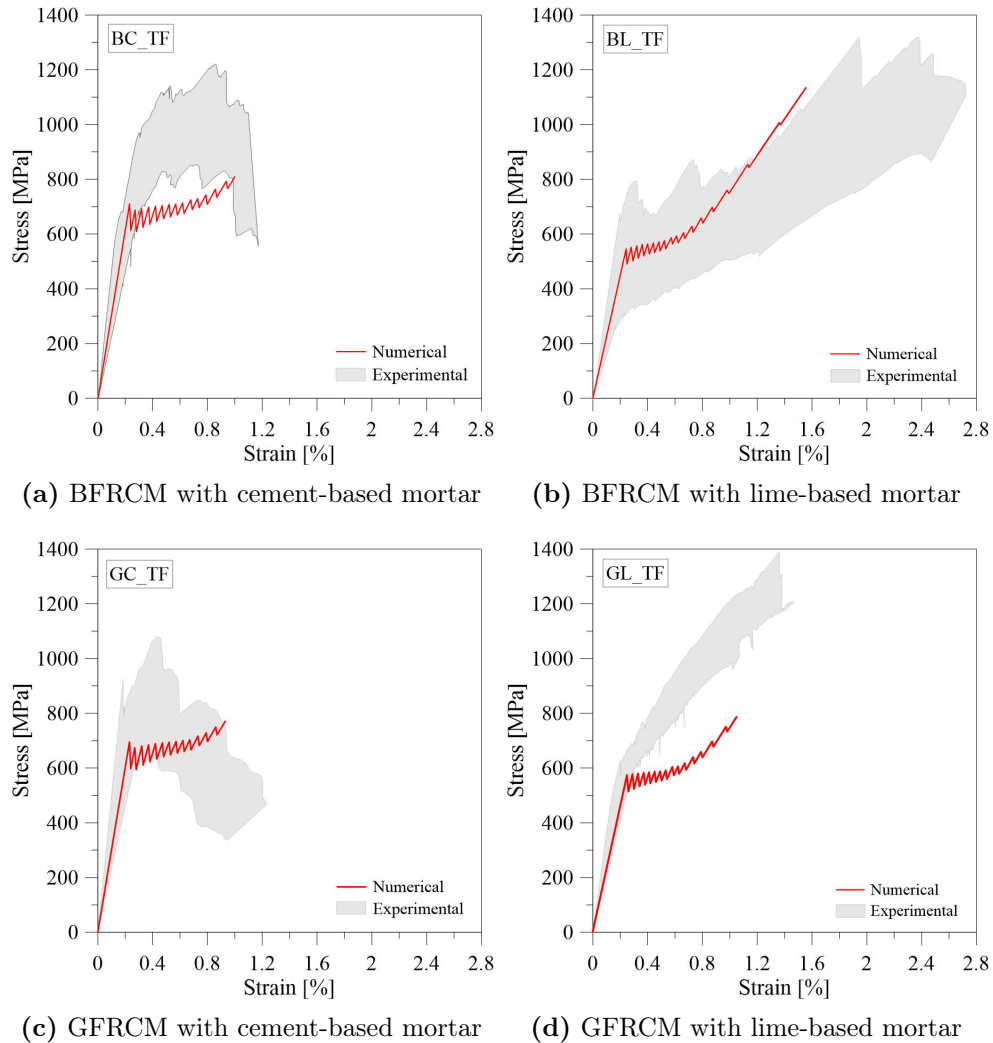 1400
1200
1000
800
600
400
200
0
Stress [MPa]
BC_TF
Numerical
Experimental
0 0.4 0.8 1.2 1.6 2 2.4 2.8
Strain [%]
(a) BFRCM with cement-based mortar
1400
1200
1000
800
600
400
200
0
Stress [MPa]
BL_TF
Numerical
Experimental
0 0.4 0.8 1.2 1.6 2 2.4 2.8
Strain [%]
(b) BFRCM with lime-based mortar
1400
1200
1000
800
600
400
200
0
Stress [MPa]
GC_TF
Numerical
Experimental
0 0.4 0.8 1.2 1.6 2 2.4 2.8
Strain [%]
(c) GFRCM with cement-based mortar
1400
1200
1000
800
600
400
200
0
Stress [MPa]
GL_TF
Numerical
Experimental
0 0.4 0.8 1.2 1.6 2 2.4 2.8
Strain [%]
(d) GFRCM with lime-based mortar